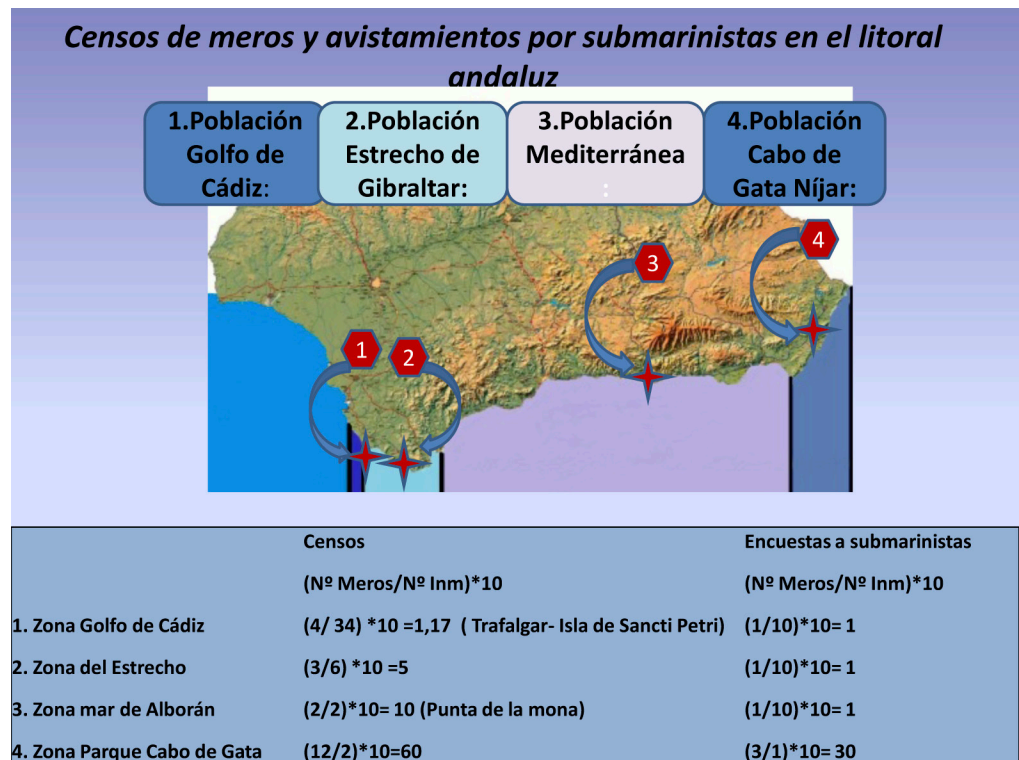 Censos de meros y avistamientos por submarinistas en el litoral
andaluz
1.Población
Golfo de
Cádiz:
2.Población
Estrecho de
Gibraltar:
3.Población
Mediterránea
:
4.Población
Cabo de
Gata Níjar:
4
3
1
2
Censos
Encuestas a submarinistas
(Nº Meros/Nº Inm)*10
(Nº Meros/Nº Inm)*10
1. Zona Golfo de Cádiz
(4/ 34) *10 =1,17 ( Trafalgar- Isla de Sancti Petri)
(1/10)*10= 1
2. Zona del Estrecho
(3/6) *10 =5
(1/10)*10= 1
3. Zona mar de Alborán
(2/2)*10= 10 (Punta de la mona)
(1/10)*10= 1
4. Zona Parque Cabo de Gata
(12/2)*10=60
(3/1)*10= 30